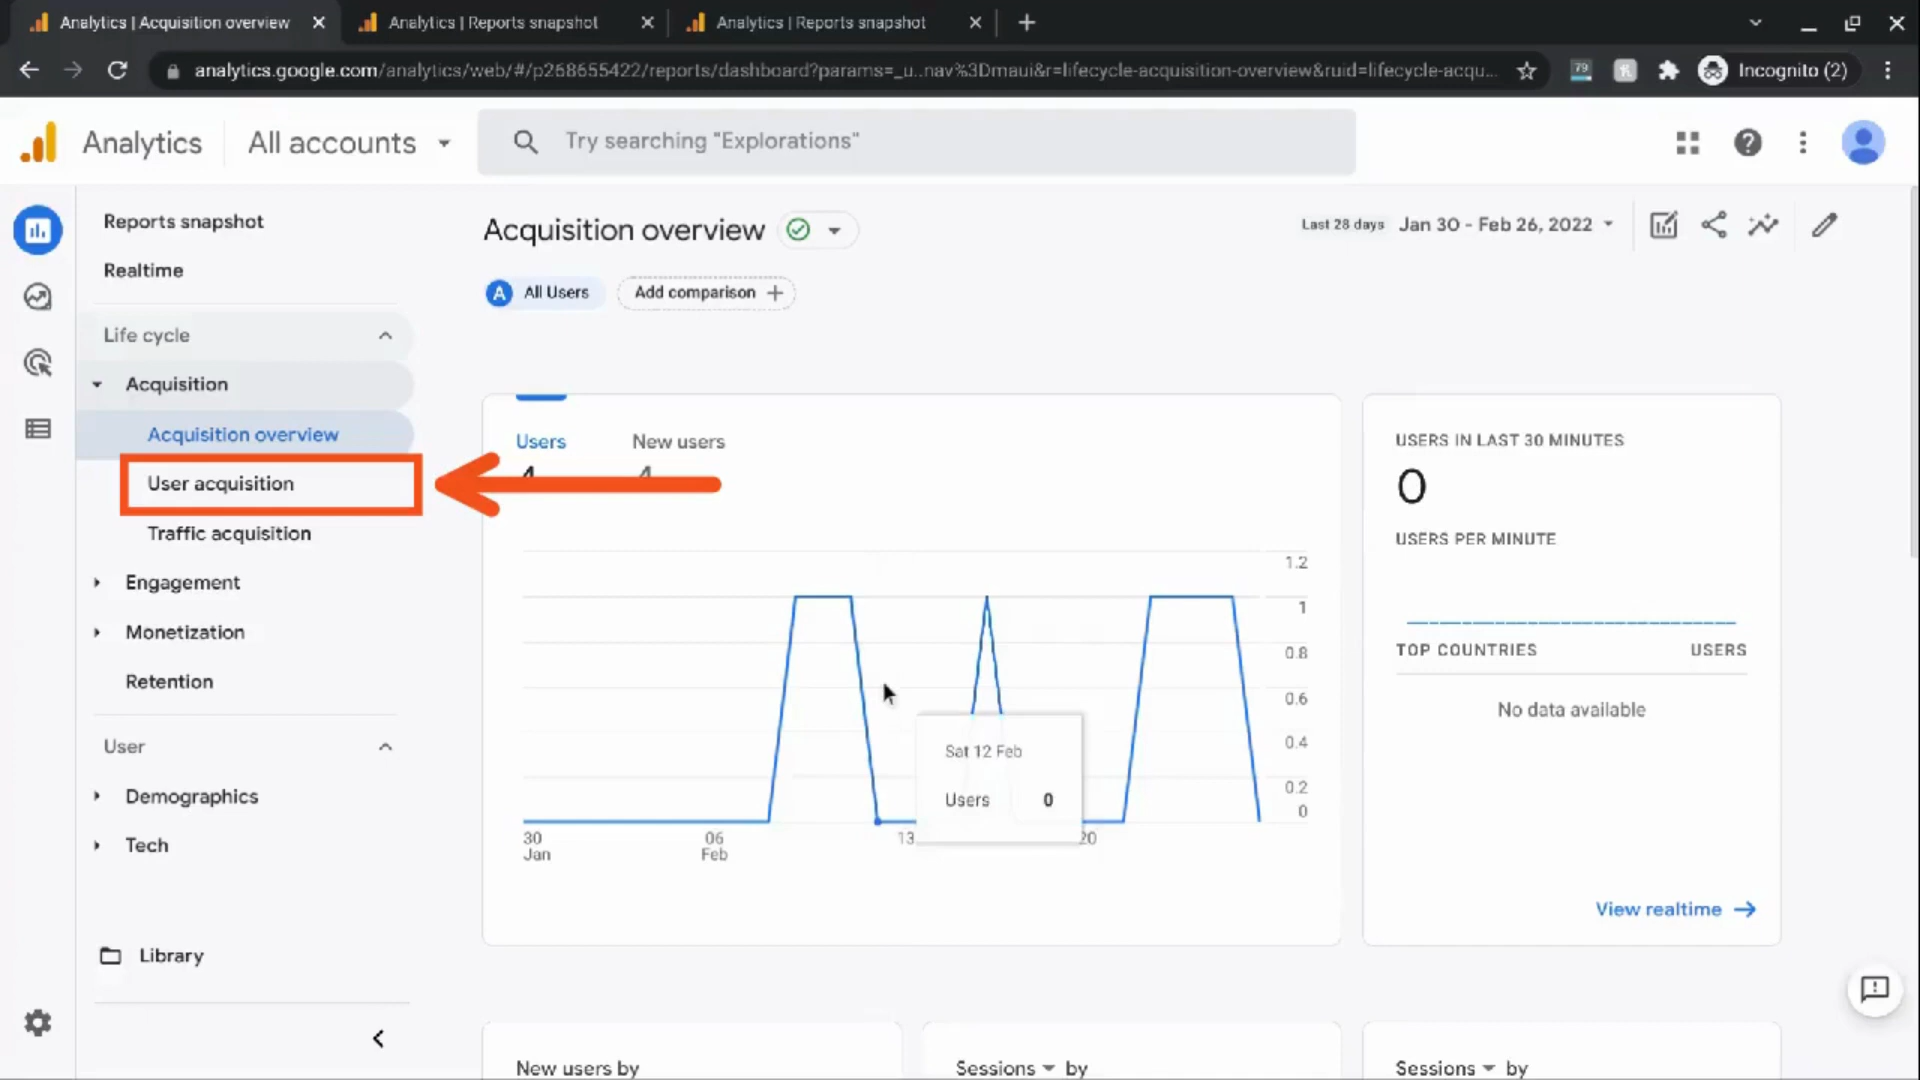 Analytics | Acquisition overview
Analytics | Reports snapshot
Analytics | Reports snapshot
analytics.google.com/analytics/web/#/p268655422/reports/dashboard?params=_u..nav%3Dmaui&r=lifecycle-acquisition-overview&ruid=lifecycle-acqu...
79
Incognito (2)
Analytics
All accounts
Try searching "Explorations"
Reports snapshot
Realtime
Life cycle
Acquisition
Acquisition overview
User acquisition
Traffic acquisition
Engagement
Monetization
Retention
User
Demographics
Tech
Library
Acquisition overview
Last 28 days Jan 30 - Feb 26, 2022
A All Users
Add comparison +
Users New users
4 4
1.2
1
0.8
0.6
0.4
0.2
0
30 06 13 20
Jan Feb
Sat 12 Feb
Users 0
USERS IN LAST 30 MINUTES
0
USERS PER MINUTE
TOP COUNTRIES USERS
No data available
View realtime
New users by
Sessions by
Sessions by